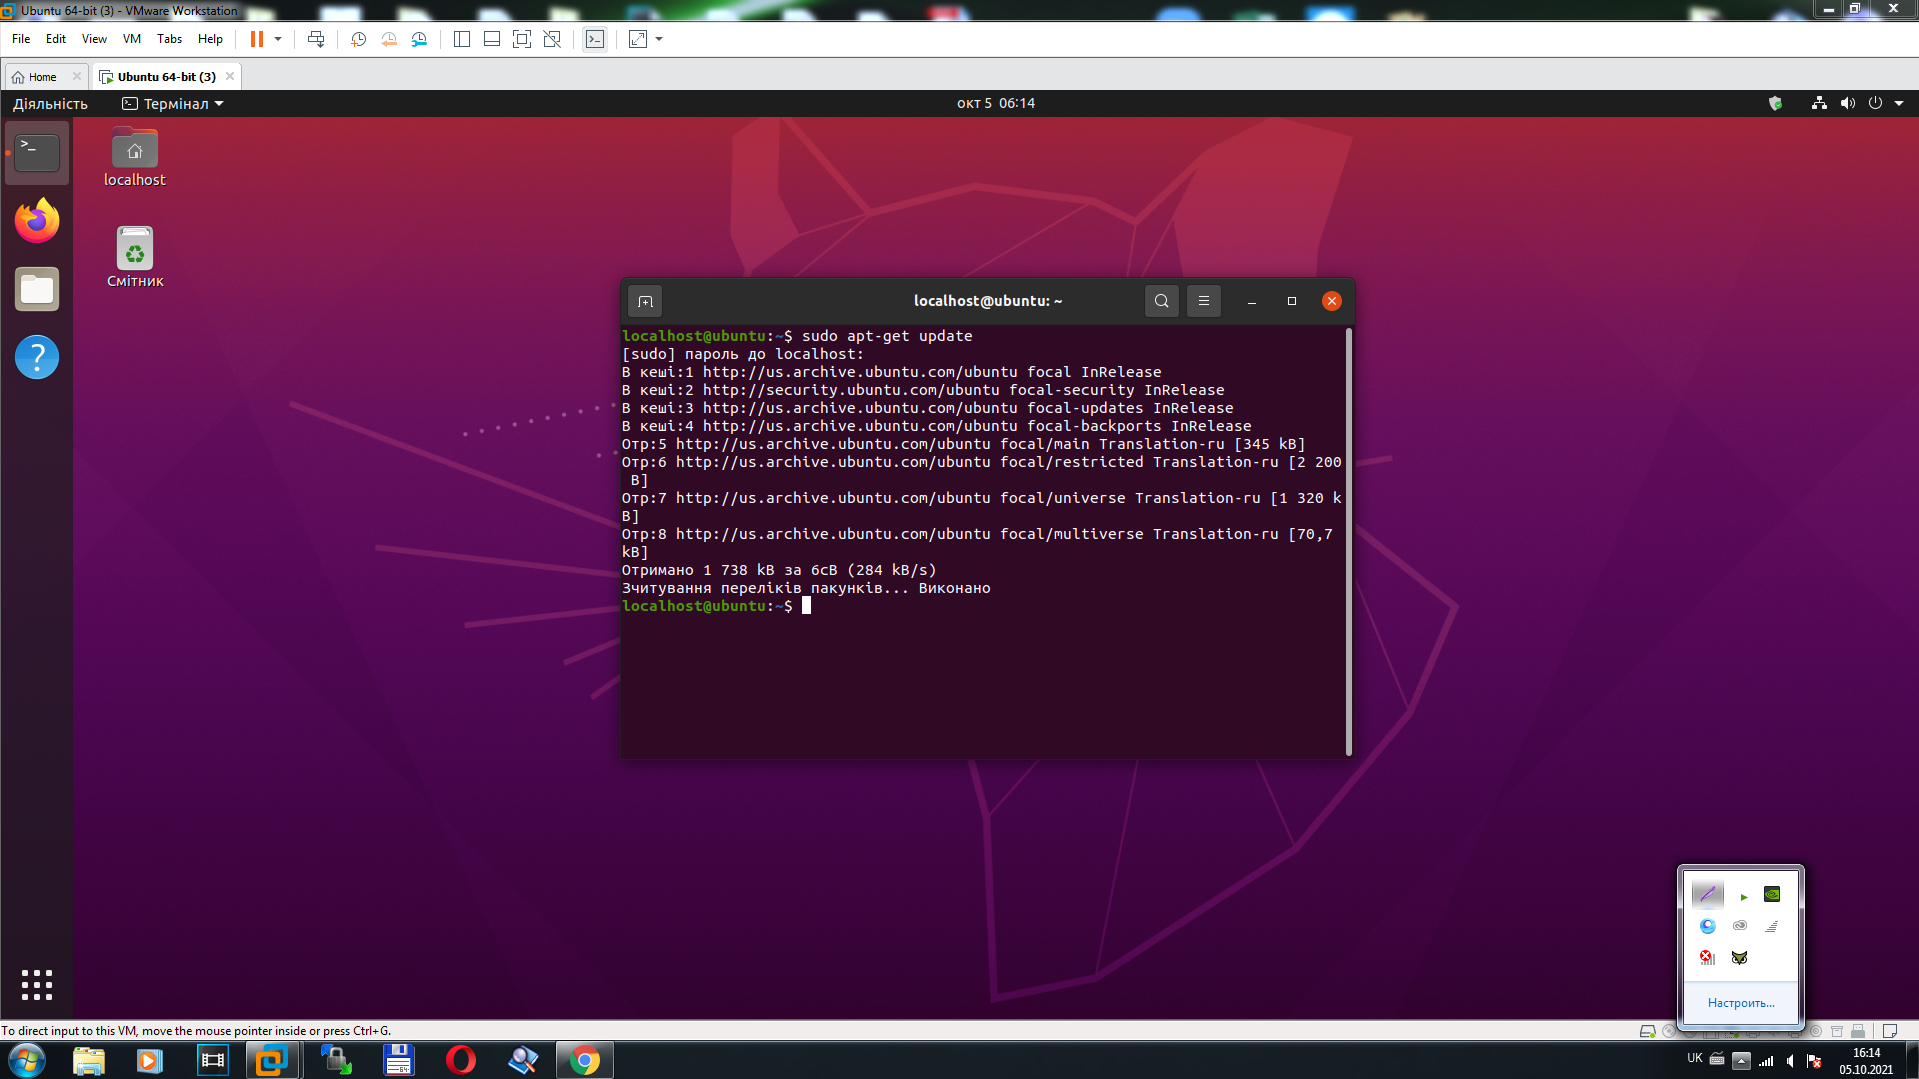 Ubuntu 64-bit (3) - VMware Workstation
File Edit View VM Tabs Help
Home
Ubuntu 64-bit (3)
Діяльність
Термінал
окт 5 06:14
localhost
Смітник
localhost@ubuntu: ~
localhost@ubuntu:~$ sudo apt-get update
[sudo] пароль до localhost:
В кеші:1 http://us.archive.ubuntu.com/ubuntu focal InRelease
В кеші:2 http://security.ubuntu.com/ubuntu focal-security InRelease
В кеші:3 http://us.archive.ubuntu.com/ubuntu focal-updates InRelease
В кеші:4 http://us.archive.ubuntu.com/ubuntu focal-backports InRelease
Отр:5 http://us.archive.ubuntu.com/ubuntu focal/main Translation-ru [345 kB]
Отр:6 http://us.archive.ubuntu.com/ubuntu focal/restricted Translation-ru [2 200
B]
Отр:7 http://us.archive.ubuntu.com/ubuntu focal/universe Translation-ru [1 320 k
B]
Отр:8 http://us.archive.ubuntu.com/ubuntu focal/multiverse Translation-ru [70,7
kB]
Отримано 1 738 kB за 6сВ (284 kB/s)
Зчитування переліків пакунків... Виконано
localhost@ubuntu:~$
Настроить...
To direct input to this VM, move the mouse pointer inside or press Ctrl+G.
UK
16:14
05.10.2021